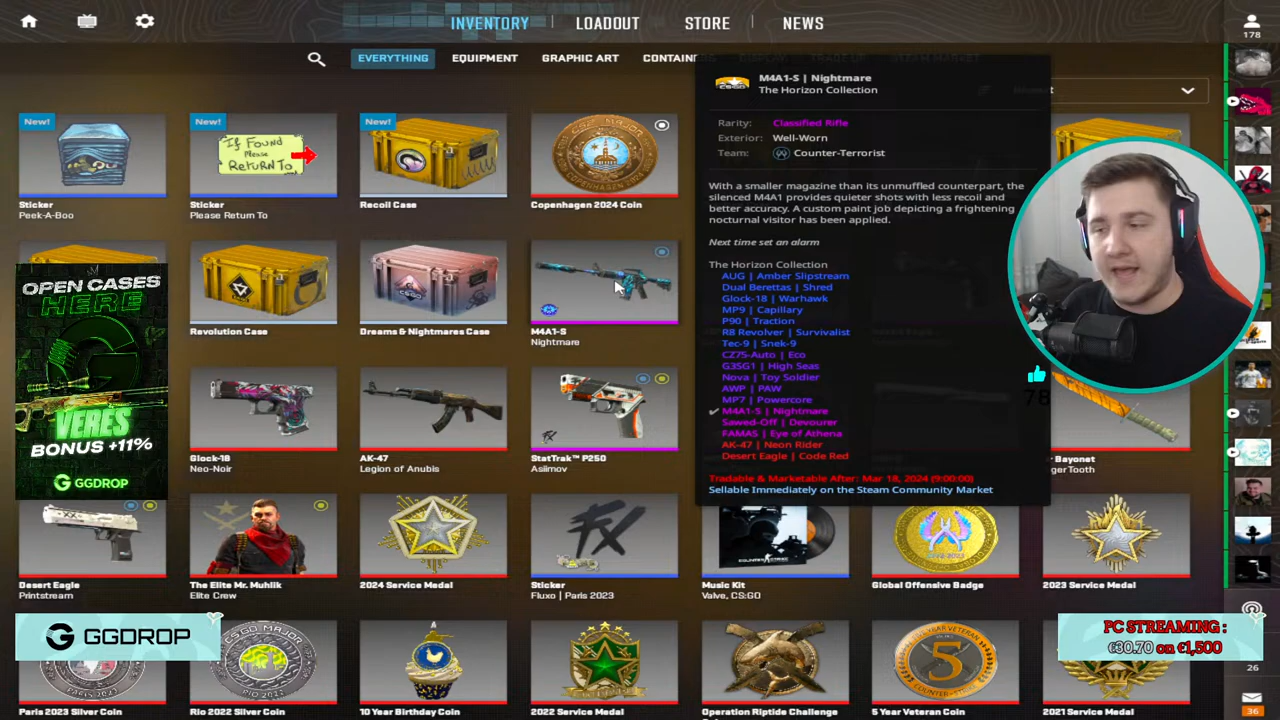 INVENTORY
LOADOUT
STORE
NEWS
178
EVERYTHING
EQUIPMENT
GRAPHIC ART
CONTAINE
New!
Sticker
Peek-A-Boo
New!
If Found
Please
Return To
Sticker
Please Return To
New!
Recoil Case
Copenhagen 2024 Coin
M4A1-S | Nightmare
The Horizon Collection
Rarity: Classified Rifle
Exterior: Well-Worn
Team: Counter-Terrorist
With a smaller magazine than its unmuffled counterpart, the
silenced M4A1 provides quieter shots with less recoil and
better accuracy. A custom paint job depicting a frightening
nocturnal visitor has been applied.
Next time set an alarm
The Horizon Collection
AUG | Amber Slipstream
Dual Berettas | Shred
Glock-18 | Warhawk
MP9 | Capillary
P90 | Traction
R8 Revolver | Survivalist
Tec-9 | Snek-9
CZ75-Auto | Eco
G3SG1 | High Seas
Nova | Toy Soldier
AWP | PAW
MP7 | Powercore
M4A1-S | Nightmare
Sawed-Off | Devourer
FAMAS | Eye of Athena
AK-47 | Neon Rider
Desert Eagle | Code Red
Tradable & Marketable After: Mar 18, 2024 (9:00:00)
Sellable Immediately on the Steam Community Market
OPEN CASES
HERE
VERES
BONUS +11%
GGDROP
Revolution Case
Dreams & Nightmares Case
M4A1-S
Nightmare
78
Glock-18
Neo-Noir
AK-47
Legion of Anubis
StatTrak™ P250
Asiimov
Bayonet
Tooth
Desert Eagle
Printstream
The Elite Mr. Muhlik
Elite Crew
2024 Service Medal
Sticker
Fluxo | Paris 2023
Music Kit
Valve, CS:GO
Global Offensive Badge
2023 Service Medal
GGDROP
PC STREAMING :
€30.70 on €1,500
26
Paris 2023 Silver Coin
Rio 2022 Silver Coin
10 Year Birthday Coin
2022 Service Medal
Operation Riptide Challenge
5
5 Year Veteran Coin
2021 Service Medal
36